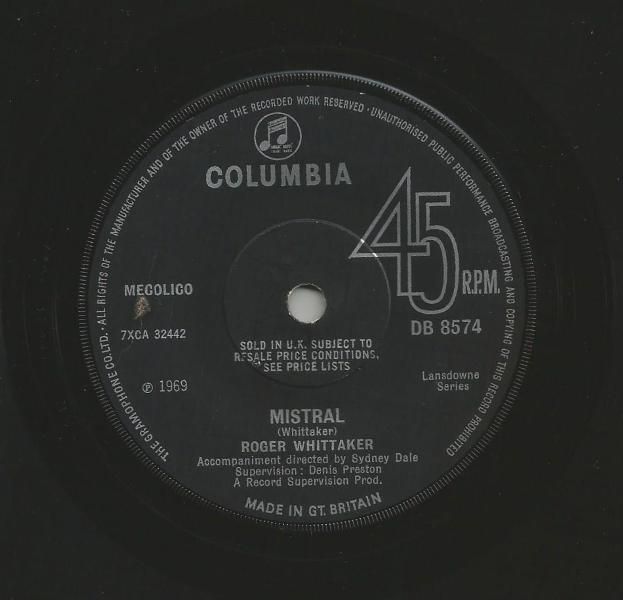 THE GRAMOPHONE CO. LTD. · ALL RIGHTS OF THE MANUFACTURER AND OF THE OWNER OF THE RECORDED WORK RESERVED · UNAUTHORISED PUBLIC PERFORMANCE BROADCASTING AND COPYING OF THIS RECORD PROHIBITED
COLUMBIA
45 R.P.M.
MECOLICO
7XCA 32442
DB 8574
SOLD IN U.K. SUBJECT TO
RESALE PRICE CONDITIONS,
SEE PRICE LISTS
Lansdowne
Series
℗ 1969
MISTRAL
(Whittaker)
ROGER WHITTAKER
Accompaniment directed by Sydney Dale
Supervision : Denis Preston
A Record Supervision Prod.
MADE IN GT. BRITAIN